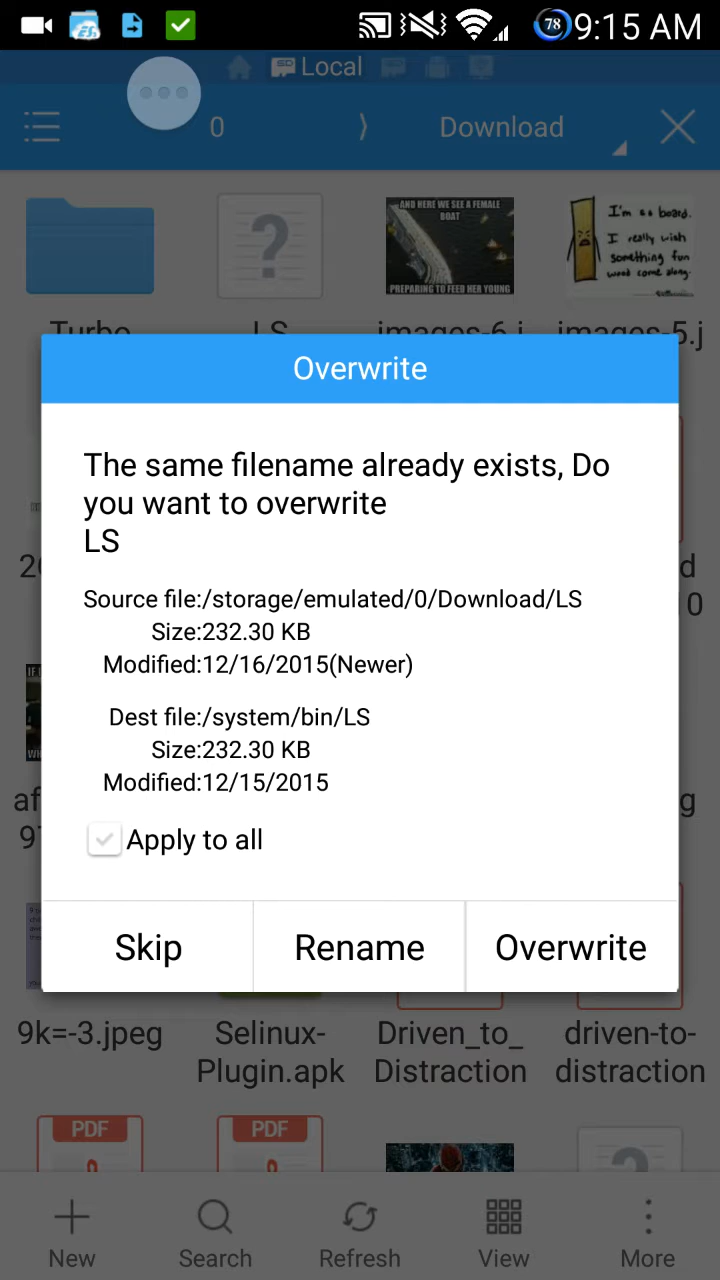 78 9:15 AM
Local
0 Download
AND HERE WE SEE A FEMALE
BOAT
PREPARING TO FEED HER YOUNG
I'm a board.
I really wish
something fun
would come along.
Turbo LS images-6.j images-5.j
Overwrite
The same filename already exists, Do
you want to overwrite
LS
Source file:/storage/emulated/0/Download/LS
Size:232.30 KB
Modified:12/16/2015(Newer)
Dest file:/system/bin/LS
Size:232.30 KB
Modified:12/15/2015
Apply to all
Skip Rename Overwrite
9k=-3.jpeg Selinux- Driven_to_ driven-to-
Plugin.apk Distraction distraction
PDF PDF
New Search Refresh View More